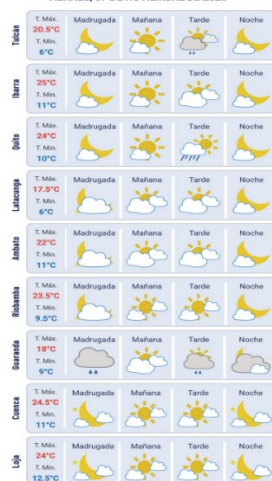 Tulcán
T. Máx. Madrugada Mañana Tarde Noche
20.5°C
T. Min.
6°C
Ibarra
T. Máx. Madrugada Mañana Tarde Noche
25°C
T. Min.
11°C
Quito
T. Máx. Madrugada Mañana Tarde Noche
24°C
T. Min.
10°C
Latacunga
T. Máx. Madrugada Mañana Tarde Noche
17.5°C
T. Min.
6°C
Ambato
T. Máx. Madrugada Mañana Tarde Noche
22°C
T. Min.
11°C
Riobamba
T. Máx. Madrugada Mañana Tarde Noche
23.5°C
T. Min.
9.5°C
Guaranda
T. Máx. Madrugada Mañana Tarde Noche
18°C
T. Min.
9°C
Cuenca
T. Máx. Madrugada Mañana Tarde Noche
24.5°C
T. Min.
11°C
Loja
T. Máx. Madrugada Mañana Tarde Noche
24°C
T. Min.
12.5°C